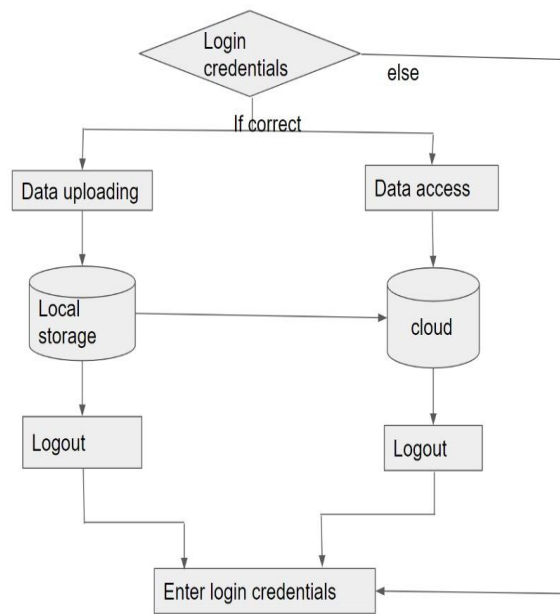 Login
credentials
else
If correct
Data uploading
Data access
Local
storage
cloud
Logout
Logout
Enter login credentials